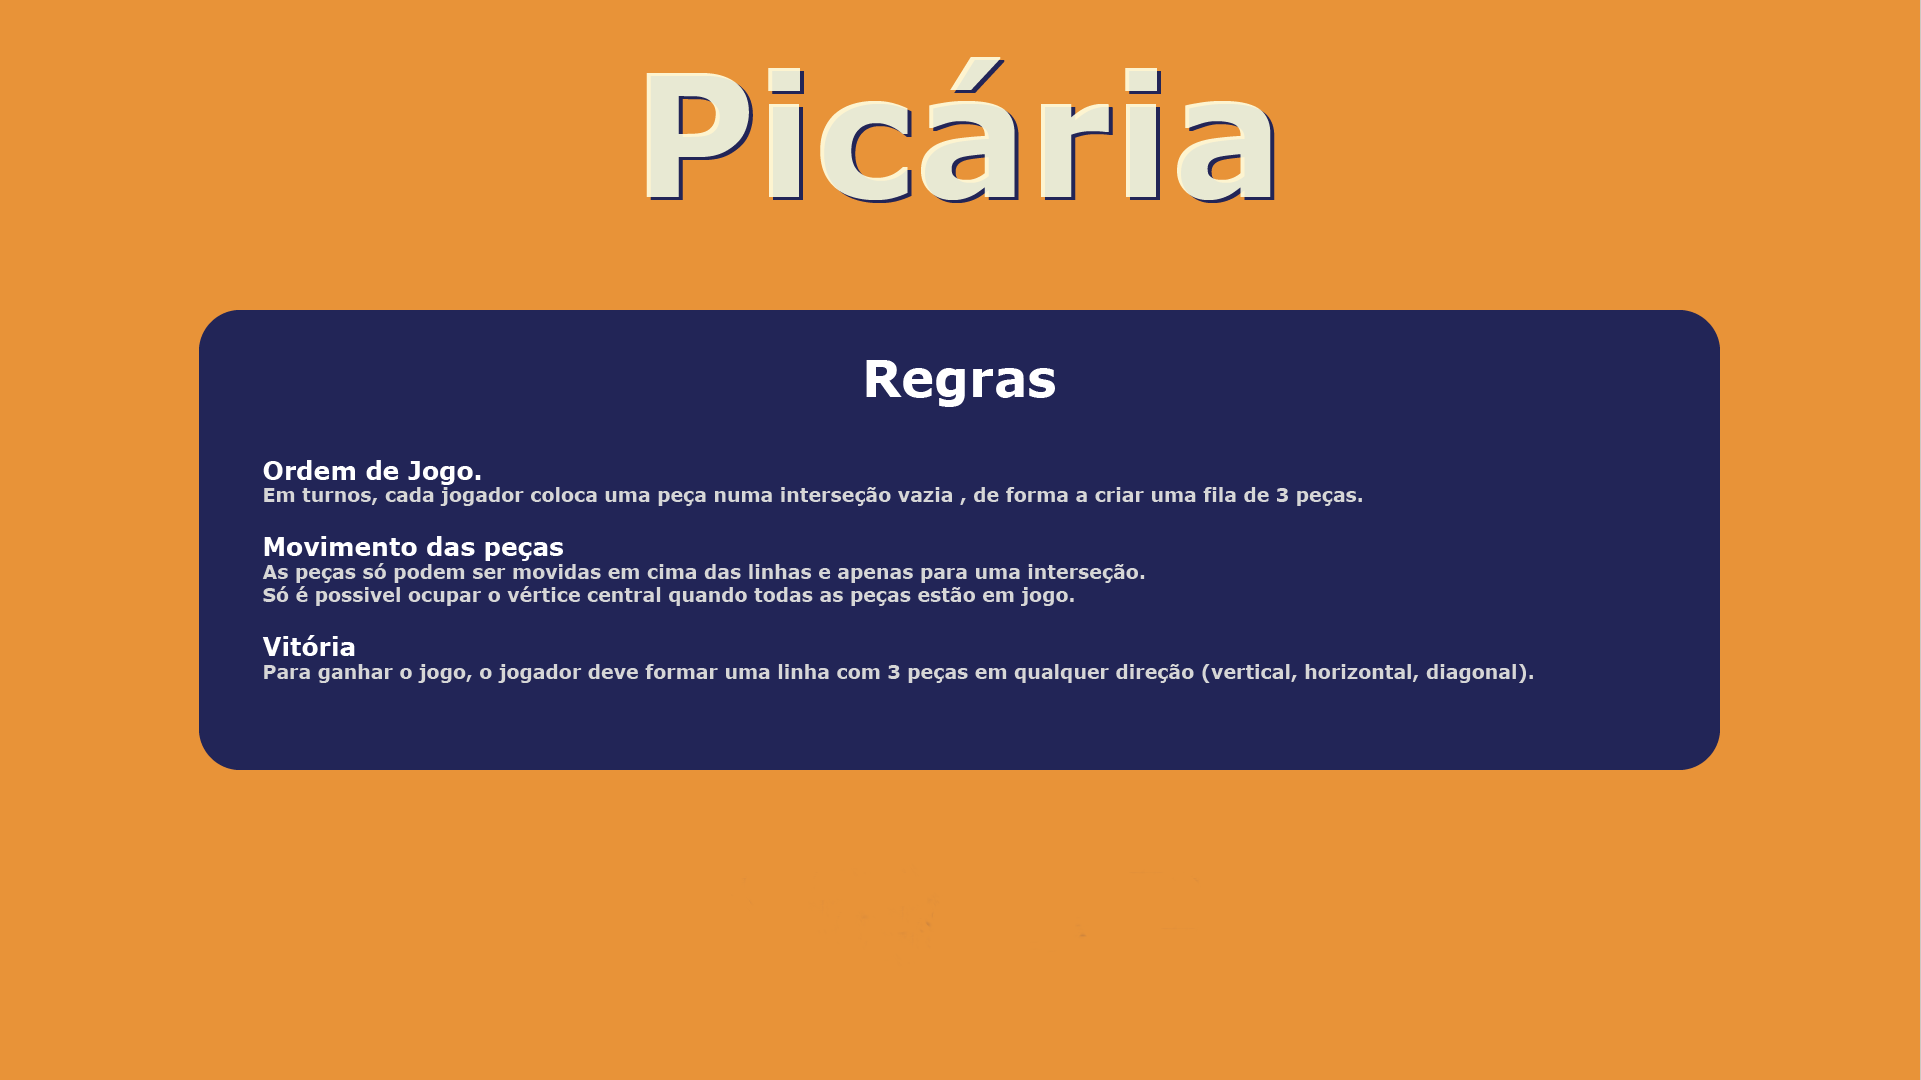 Picária
Regras
Ordem de Jogo.
Em turnos, cada jogador coloca uma peça numa interseção vazia , de forma a criar uma fila de 3 peças.
Movimento das peças
As peças só podem ser movidas em cima das linhas e apenas para uma interseção.
Só é possivel ocupar o vértice central quando todas as peças estão em jogo.
Vitória
Para ganhar o jogo, o jogador deve formar uma linha com 3 peças em qualquer direção (vertical, horizontal, diagonal).